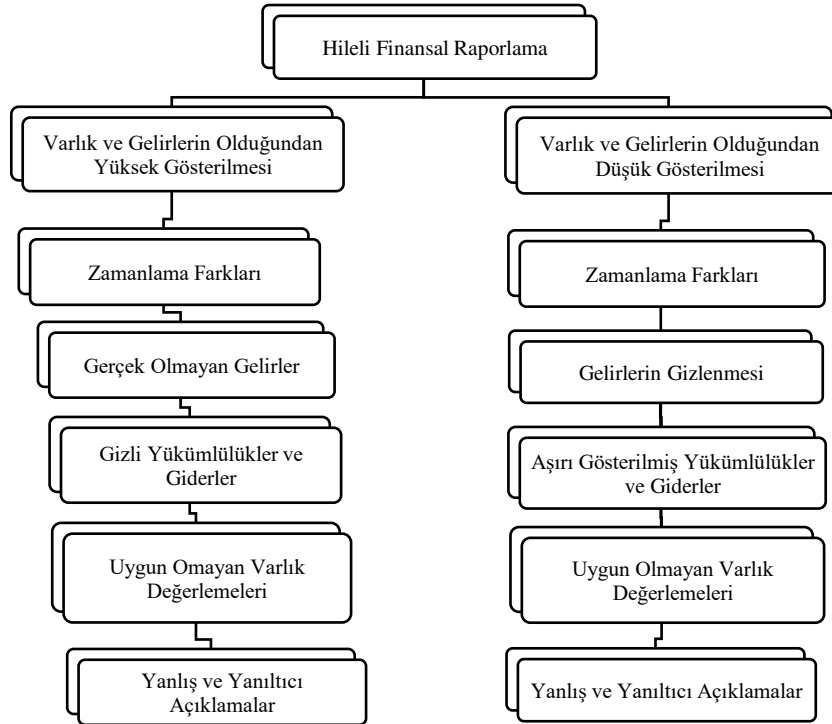 Hileli Finansal Raporlama
Varlık ve Gelirlerin Olduğundan
Yüksek Gösterilmesi
Zamanlama Farkları
Gerçek Olmayan Gelirler
Gizli Yükümlülükler ve
Giderler
Uygun Omayan Varlık
Değerlemeleri
Yanlış ve Yanıltıcı
Açıklamalar
Varlık ve Gelirlerin Olduğundan
Düşük Gösterilmesi
Zamanlama Farkları
Gelirlerin Gizlenmesi
Aşırı Gösterilmiş Yükümlülükler
ve Giderler
Uygun Olmayan Varlık
Değerlemeleri
Yanlış ve Yanıltıcı Açıklamalar